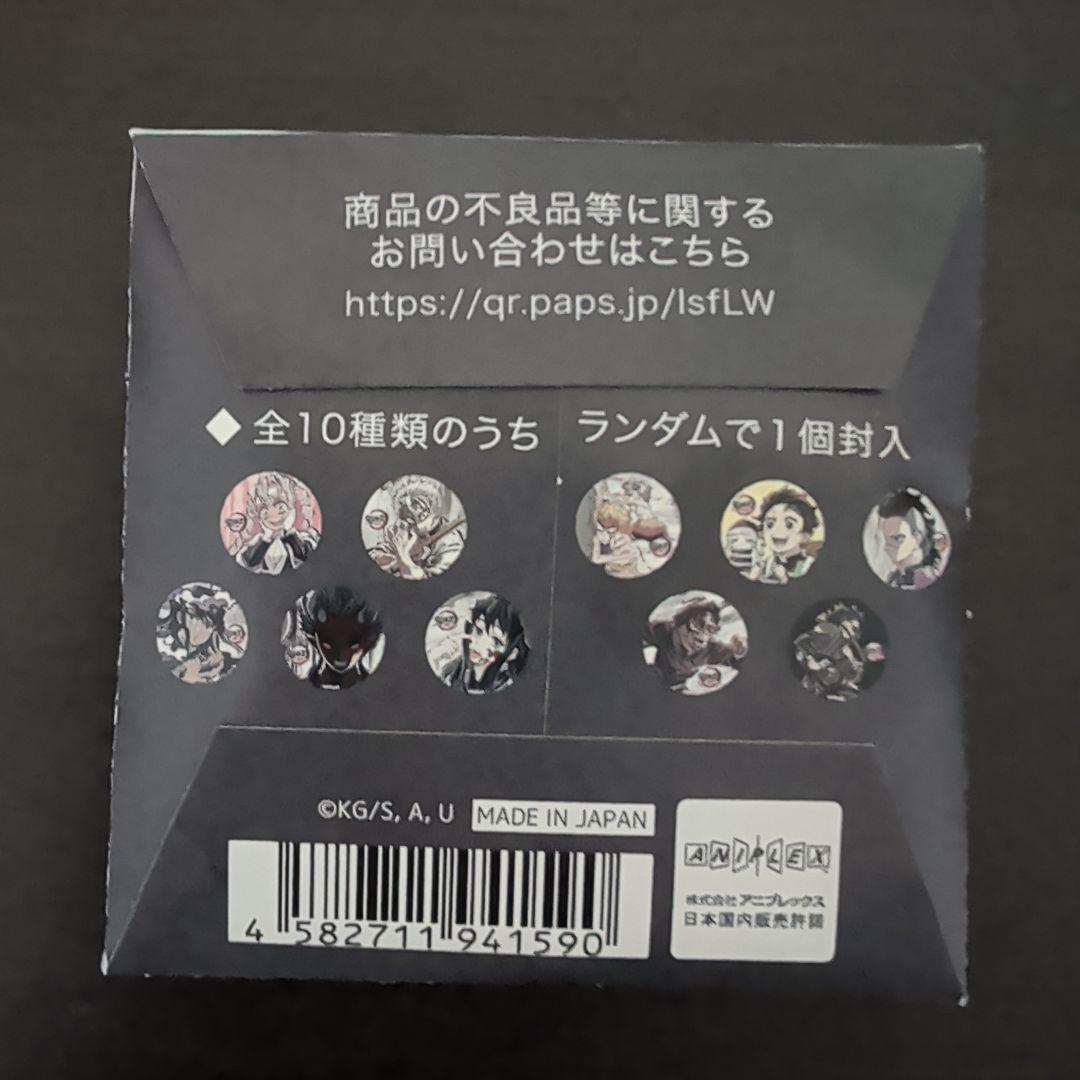 商品の不良品等に関する
お問い合わせはこちら
https://qr.paps.jp/IsfLW
◆全10種類のうち ランダムで1個封入
©KG/S, A, U MADE IN JAPAN
4 582711 941590
ANIPLEX
株式会社アニプレックス
日本国内販売許諾